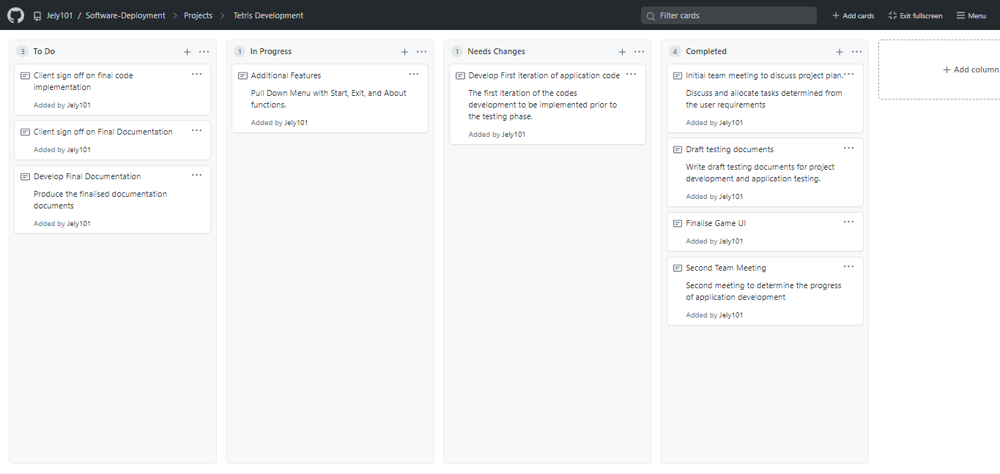 Jely101 / Software-Deployment > Projects > Tetris Development
Filter cards
Add cards
Exit fullscreen
Menu
3 To Do
Client sign off on final code
implementation
Added by Jely101
Client sign off on Final Documentation
Added by Jely101
Develop Final Documentation
Produce the finalised documentation
documents
Added by Jely101
1 In Progress
Additional Features
Pull Down Menu with Start, Exit, and About
functions.
Added by Jely101
1 Needs Changes
Develop First iteration of application code
The first iteration of the codes
development to be implemented prior to
the testing phase.
Added by Jely101
4 Completed
Initial team meeting to discuss project plan.
Discuss and allocate tasks determined from
the user requirements
Added by Jely101
Draft testing documents
Write draft testing documents for project
development and application testing.
Added by Jely101
Finalise Game UI
Added by Jely101
Second Team Meeting
Second meeting to determine the progress
of application development
Added by Jely101
Add column